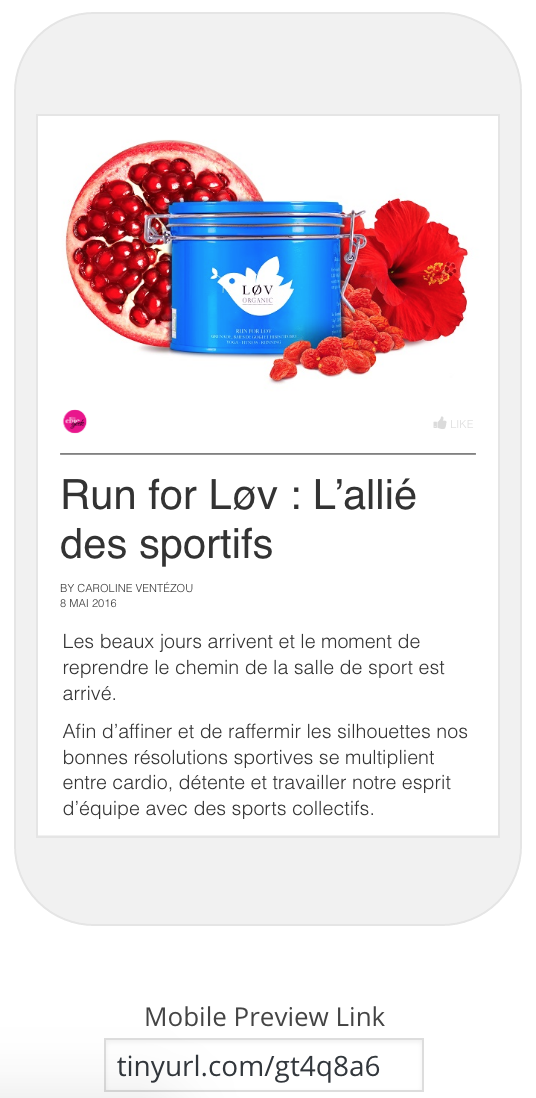 LØV
ORGANIC
RUN FOR LØV
LIKE
Run for Løv : L’allié
des sportifs
BY CAROLINE VENTÉZOU
8 MAI 2016
Les beaux jours arrivent et le moment de
reprendre le chemin de la salle de sport est
arrivé.
Afin d’affiner et de raffermir les silhouettes nos
bonnes résolutions sportives se multiplient
entre cardio, détente et travailler notre esprit
d’équipe avec des sports collectifs.
Mobile Preview Link
tinyurl.com/gt4q8a6